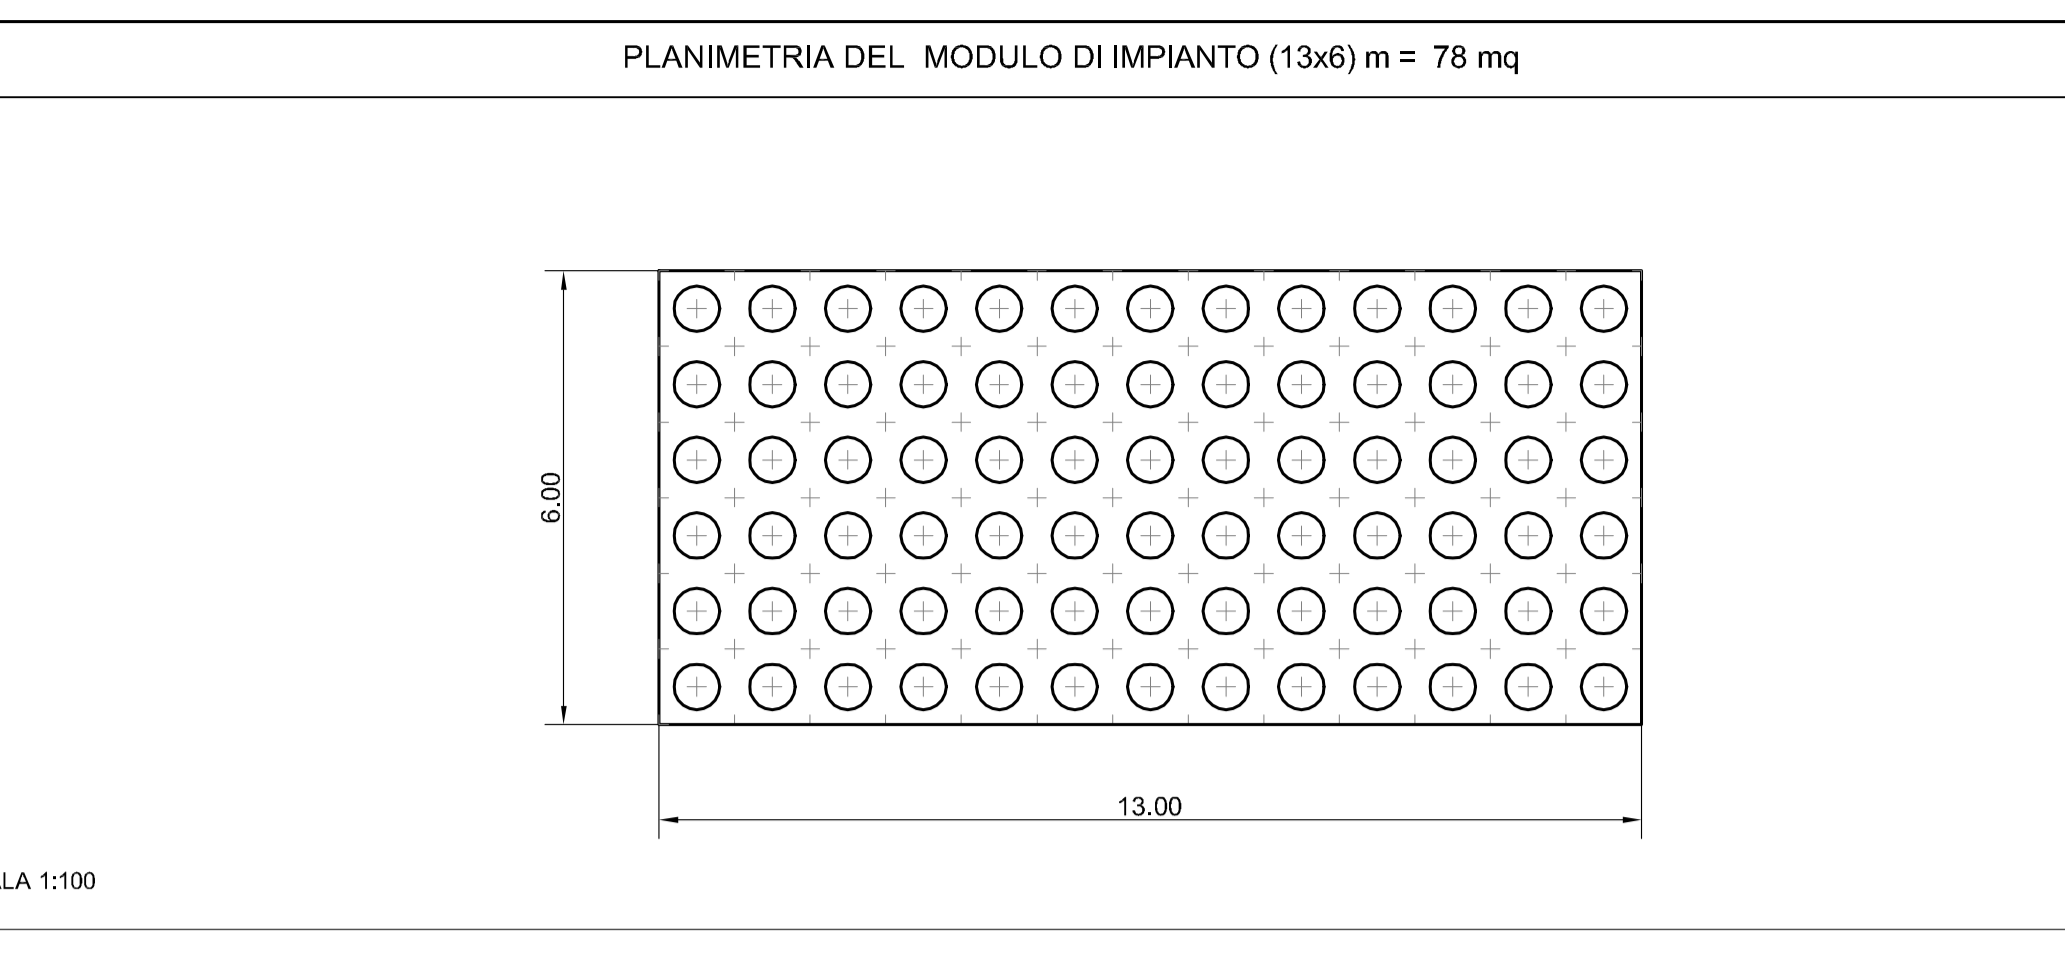 PLANIMETRIA DEL MODULO DI IMPIANTO (13x6) m = 78 mq
6.00
13.00
LA 1:100